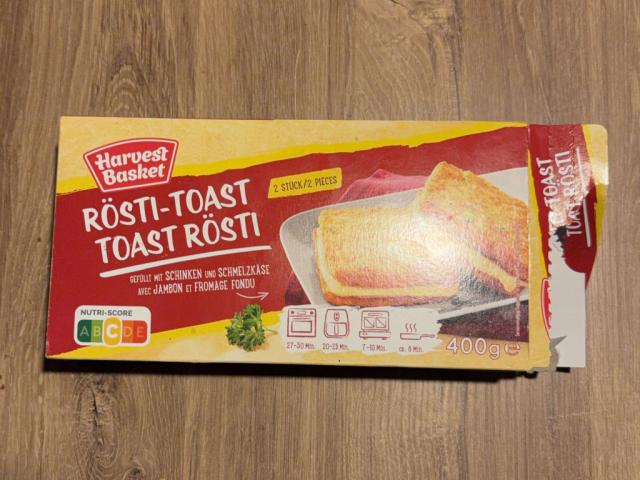 Harvest
Basket
RÖSTI-TOAST
TOAST RÖSTI
2 STÜCK/2 PIECES
GEFÜLLT MIT SCHINKEN UND SCHMELZKÄSE
AVEC JAMBON ET FROMAGE FONDU
NUTRI-SCORE
A B C D E
27-30 Min.
20-23 Min.
7-10 Min.
ca. 8 Min.
400g e
TOAST
TOAST RÖSTI